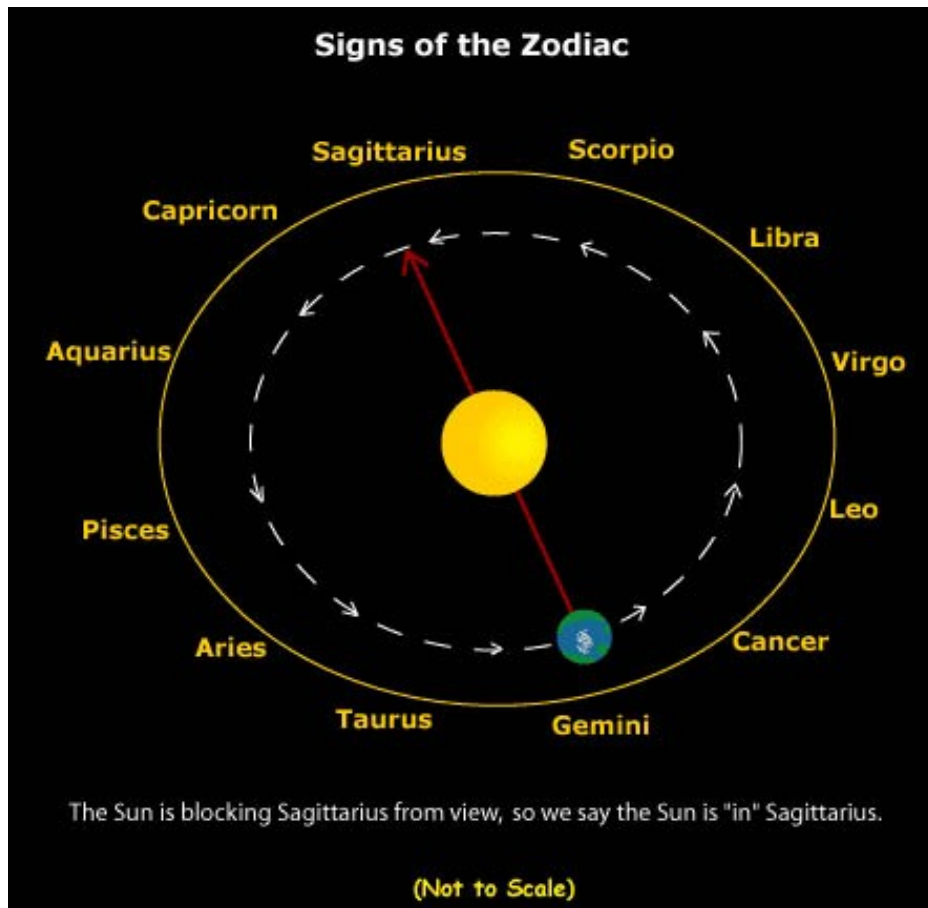 Signs of the Zodiac
Sagittarius
Scorpio
Capricorn
Libra
Aquarius
Virgo
Leo
Pisces
Cancer
Aries
Taurus
Gemini
The Sun is blocking Sagittarius from view, so we say the Sun is "in" Sagittarius.
(Not to Scale)